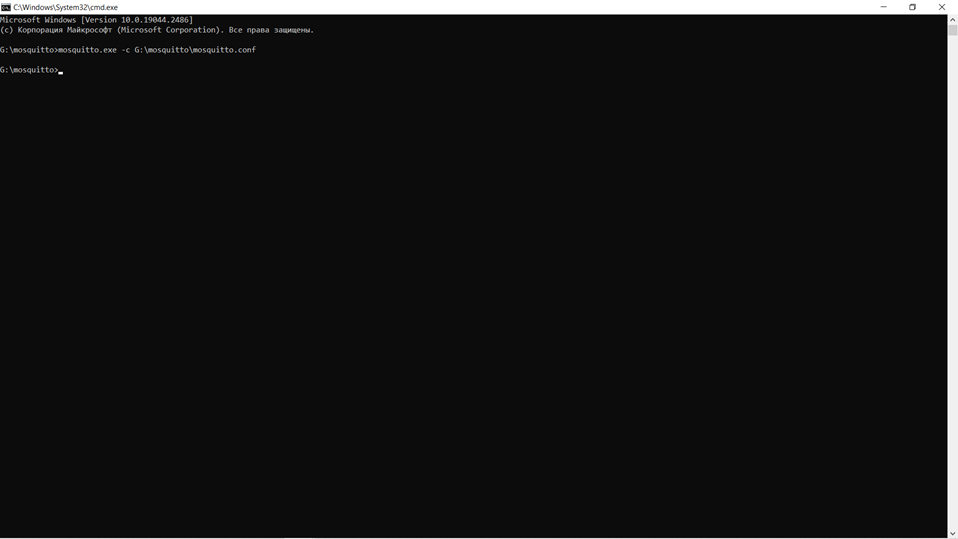 C:\Windows\System32\cmd.exe
Microsoft Windows [Version 10.0.19044.2486]
(c) Корпорация Майкрософт (Microsoft Corporation). Все права защищены.
G:\mosquitto>mosquitto.exe -c G:\mosquitto\mosquitto.conf
G:\mosquitto>